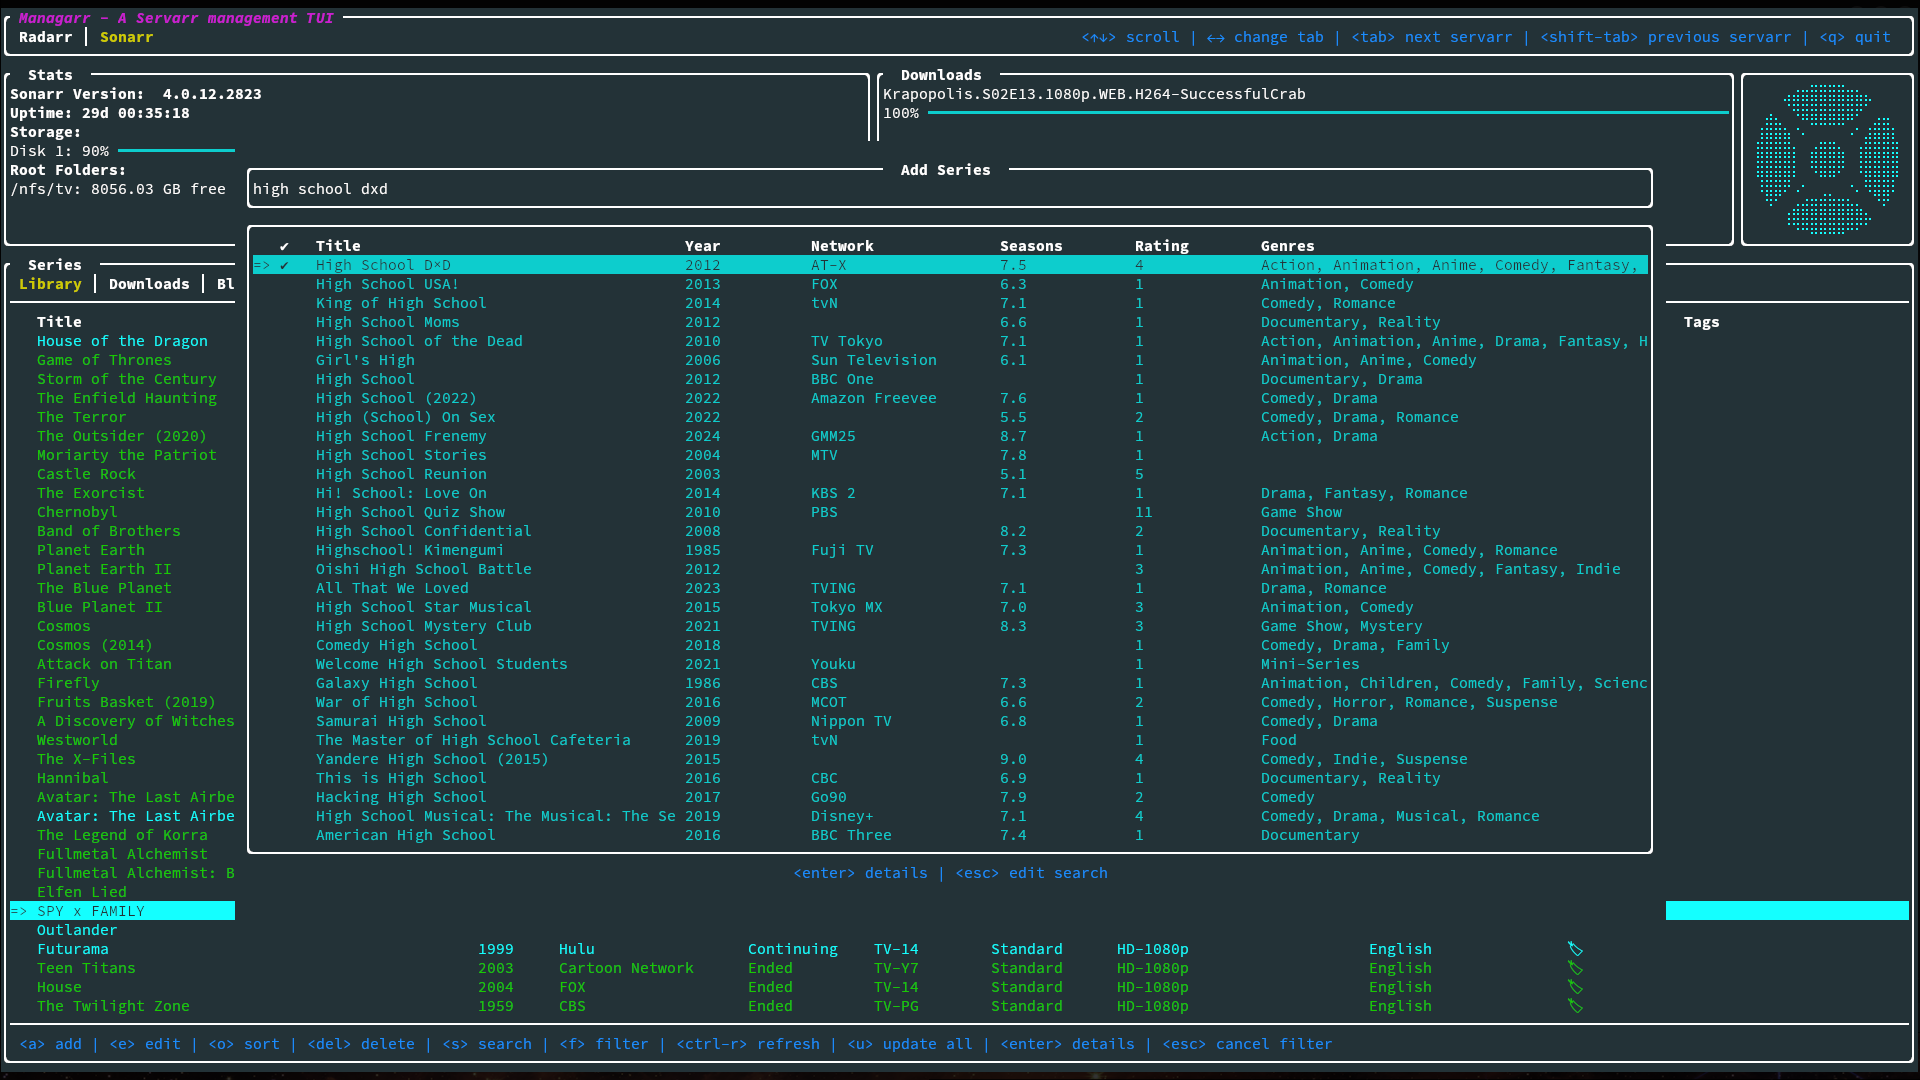 Managarr - A Servarr management TUI
Radarr │ Sonarr <↑↓> scroll | ↔ change tab | <tab> next servarr | <shift-tab> previous servarr | <q> quit
Stats
Sonarr Version:  4.0.12.2823
Uptime: 29d 00:35:18
Storage:
Disk 1: 90%
Root Folders:
/nfs/tv: 8056.03 GB free
Downloads
Krapopolis.S02E13.1080p.WEB.H264-SuccessfulCrab
100%
Add Series
high school dxd
✔ Title Year Network Seasons Rating Genres
=> ✔ High School D×D 2012 AT-X 7.5 4 Action, Animation, Anime, Comedy, Fantasy,
High School USA! 2013 FOX 6.3 1 Animation, Comedy
King of High School 2014 tvN 7.1 1 Comedy, Romance
High School Moms 2012 6.6 1 Documentary, Reality
High School of the Dead 2010 TV Tokyo 7.1 1 Action, Animation, Anime, Drama, Fantasy, H
Girl's High 2006 Sun Television 6.1 1 Animation, Anime, Comedy
High School 2012 BBC One 1 Documentary, Drama
High School (2022) 2022 Amazon Freevee 7.6 1 Comedy, Drama
High (School) On Sex 2022 5.5 2 Comedy, Drama, Romance
High School Frenemy 2024 GMM25 8.7 1 Action, Drama
High School Stories 2004 MTV 7.8 1
High School Reunion 2003 5.1 5
Hi! School: Love On 2014 KBS 2 7.1 1 Drama, Fantasy, Romance
High School Quiz Show 2010 PBS 11 Game Show
High School Confidential 2008 8.2 2 Documentary, Reality
Highschool! Kimengumi 1985 Fuji TV 7.3 1 Animation, Anime, Comedy, Romance
Oishi High School Battle 2012 3 Animation, Anime, Comedy, Fantasy, Indie
All That We Loved 2023 TVING 7.1 1 Drama, Romance
High School Star Musical 2015 Tokyo MX 7.0 3 Animation, Comedy
High School Mystery Club 2021 TVING 8.3 3 Game Show, Mystery
Comedy High School 2018 1 Comedy, Drama, Family
Welcome High School Students 2021 Youku 1 Mini-Series
Galaxy High School 1986 CBS 7.3 1 Animation, Children, Comedy, Family, Scienc
War of High School 2016 MCOT 6.6 2 Comedy, Horror, Romance, Suspense
Samurai High School 2009 Nippon TV 6.8 1 Comedy, Drama
The Master of High School Cafeteria 2019 tvN 1 Food
Yandere High School (2015) 2015 9.0 4 Comedy, Indie, Suspense
This is High School 2016 CBC 6.9 1 Documentary, Reality
Hacking High School 2017 Go90 7.9 2 Comedy
High School Musical: The Musical: The Se 2019 Disney+ 7.1 4 Comedy, Drama, Musical, Romance
American High School 2016 BBC Three 7.4 1 Documentary
<enter> details | <esc> edit search
Series
Library │ Downloads │ Bl
Title Tags
House of the Dragon
Game of Thrones
Storm of the Century
The Enfield Haunting
The Terror
The Outsider (2020)
Moriarty the Patriot
Castle Rock
The Exorcist
Chernobyl
Band of Brothers
Planet Earth
Planet Earth II
The Blue Planet
Blue Planet II
Cosmos
Cosmos (2014)
Attack on Titan
Firefly
Fruits Basket (2019)
A Discovery of Witches
Westworld
The X-Files
Hannibal
Avatar: The Last Airbe
Avatar: The Last Airbe
The Legend of Korra
Fullmetal Alchemist
Fullmetal Alchemist: B
Elfen Lied
=> SPY x FAMILY
Outlander
Futurama 1999 Hulu Continuing TV-14 Standard HD-1080p English
Teen Titans 2003 Cartoon Network Ended TV-Y7 Standard HD-1080p English
House 2004 FOX Ended TV-14 Standard HD-1080p English
The Twilight Zone 1959 CBS Ended TV-PG Standard HD-1080p English
<a> add | <e> edit | <o> sort | <del> delete | <s> search | <f> filter | <ctrl-r> refresh | <u> update all | <enter> details | <esc> cancel filter